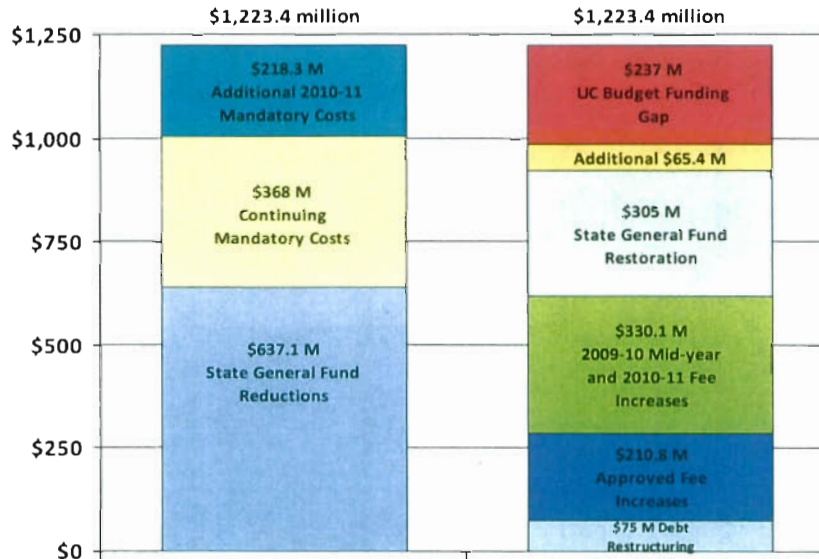 $1,223.4 million
$1,223.4 million
$1,250
$1,000
$750
$500
$250
$0
$218.3 M
Additional 2010-11
Mandatory Costs
$368 M
Continuing
Mandatory Costs
$637.1 M
State General Fund
Reductions
$237 M
UC Budget Funding
Gap
Additional $65.4 M
$305 M
State General Fund
Restoration
$330.1 M
2009-10 Mid-year
and 2010-11 Fee
Increases
$210.8 M
Approved Fee
Increases
$75 M Debt
Restructuring